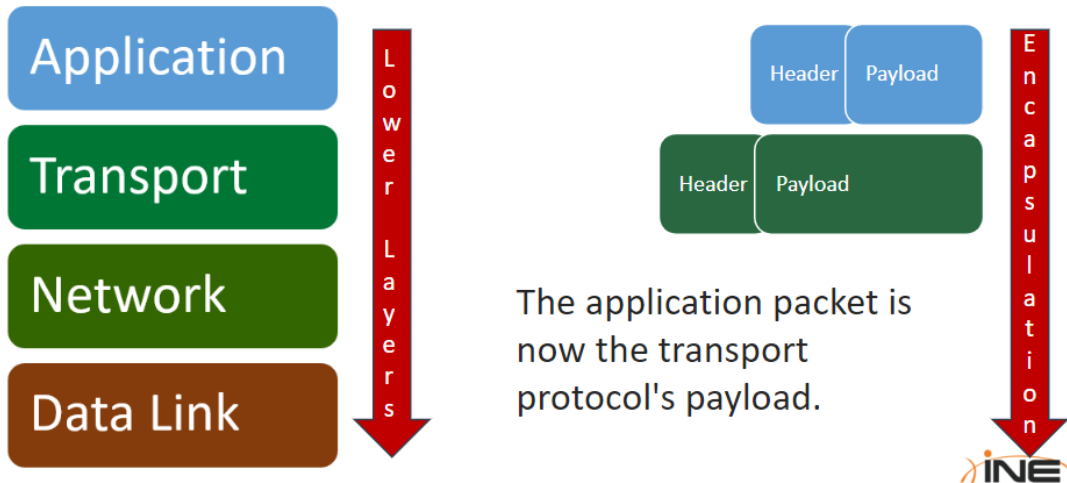 Application
Transport
Network
Data Link
Lower Layers
Header Payload
Header Payload
The application packet is
now the transport
protocol's payload.
Encapsulation
iNE